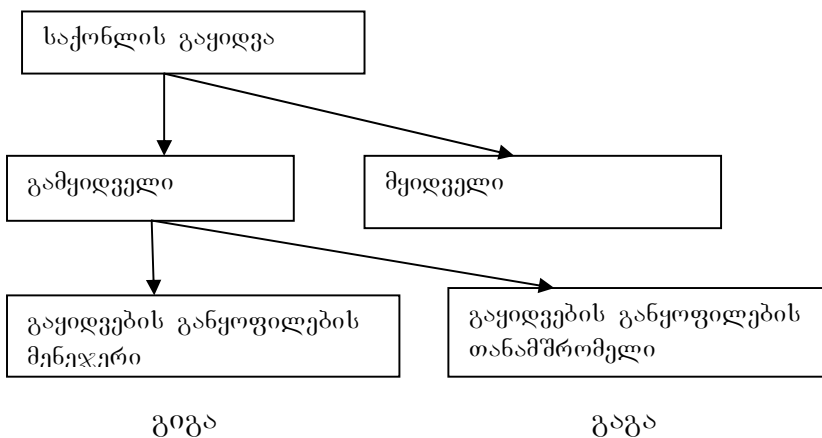 საქონლის გაყიდვა
გამყიდველი
მყიდველი
გაყიდვების განყოფილების
მენეჯერი
გაყიდვების განყოფილების
თანამშრომელი
გიგა
გაგა